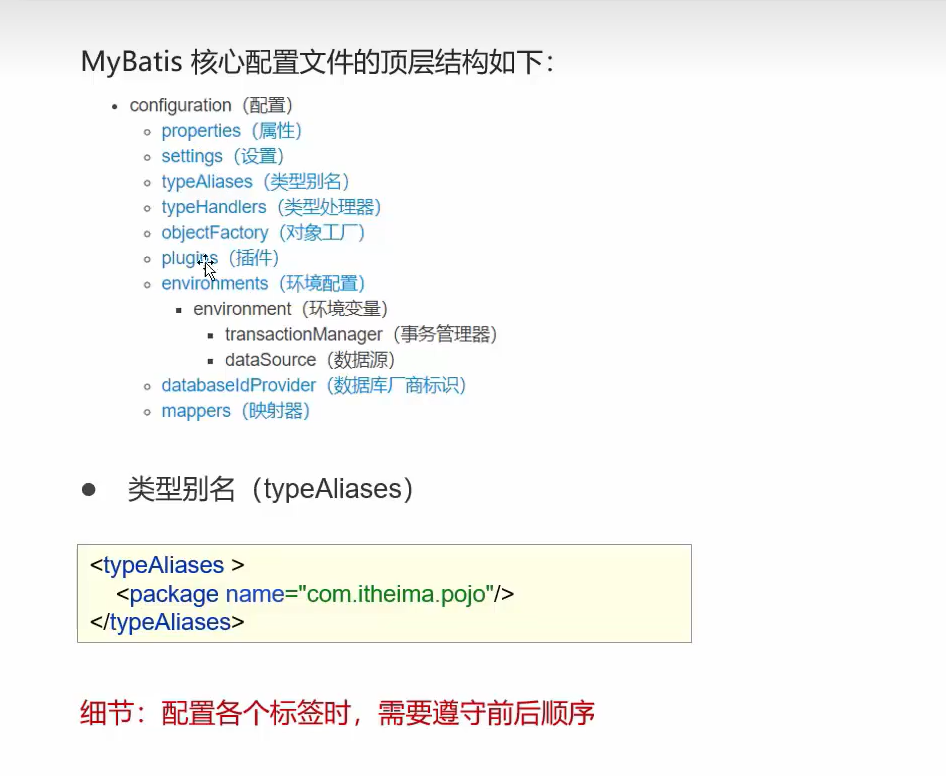 MyBatis 核心配置文件的顶层结构如下：
configuration（配置）
properties（属性）
settings（设置）
typeAliases（类型别名）
typeHandlers（类型处理器）
objectFactory（对象工厂）
plugins（插件）
environments（环境配置）
environment（环境变量）
transactionManager（事务管理器）
dataSource（数据源）
databaseIdProvider（数据库厂商标识）
mappers（映射器）
类型别名（typeAliases）
<typeAliases >
<package name="com.itheima.pojo"/>
</typeAliases>
细节：配置各个标签时，需要遵守前后顺序